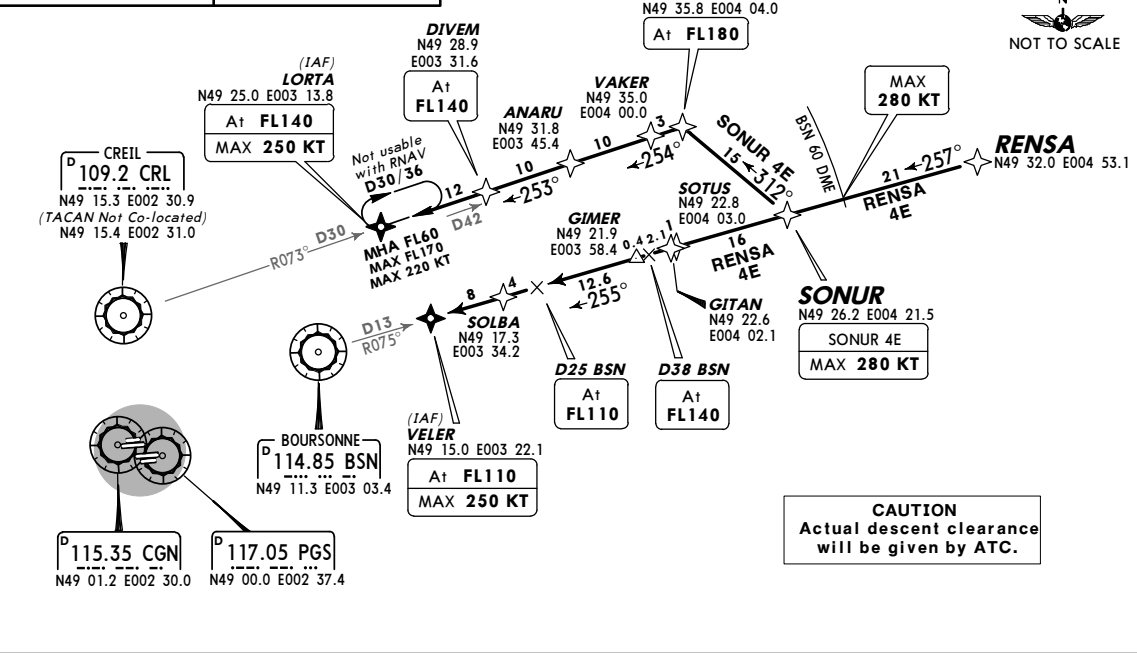 N49 35.8 E004 04.0
At FL180
N
NOT TO SCALE
DIVEM
N49 28.9
E003 31.6
At
FL140
(IAF)
LORTA
N49 25.0 E003 13.8
At FL140
MAX 250 KT
VAKER
N49 35.0
E004 00.0
ANARU
N49 31.8
E003 45.4
MAX
280 KT
BSN 60 DME
RENSA
N49 32.0 E004 53.1
257°
21
RENSA
4E
SONUR 4E
15
312°
3
254°
10
10
253°
12
D42
Not usable
with RNAV
D30/36
MHA FL60
MAX FL170
MAX 220 KT
R073°
D30
CREIL
D
109.2 CRL
N49 15.3 E002 30.9
(TACAN Not Co-located)
N49 15.4 E002 31.0
SOTUS
N49 22.8
E004 03.0
GIMER
N49 21.9
E003 58.4
0.4
2.1
1
16
RENSA
4E
12.6
255°
4
8
SONUR
N49 26.2 E004 21.5
SONUR 4E
MAX 280 KT
GITAN
N49 22.6
E004 02.1
SOLBA
N49 17.3
E003 34.2
D13
R075°
D25 BSN
At
FL110
D38 BSN
At
FL140
(IAF)
VELER
N49 15.0 E003 22.1
At FL110
MAX 250 KT
BOURSONNE
D
114.85 BSN
N49 11.3 E003 03.4
D
115.35 CGN
N49 01.2 E002 30.0
D
117.05 PGS
N49 00.0 E002 37.4
CAUTION
Actual descent clearance
will be given by ATC.